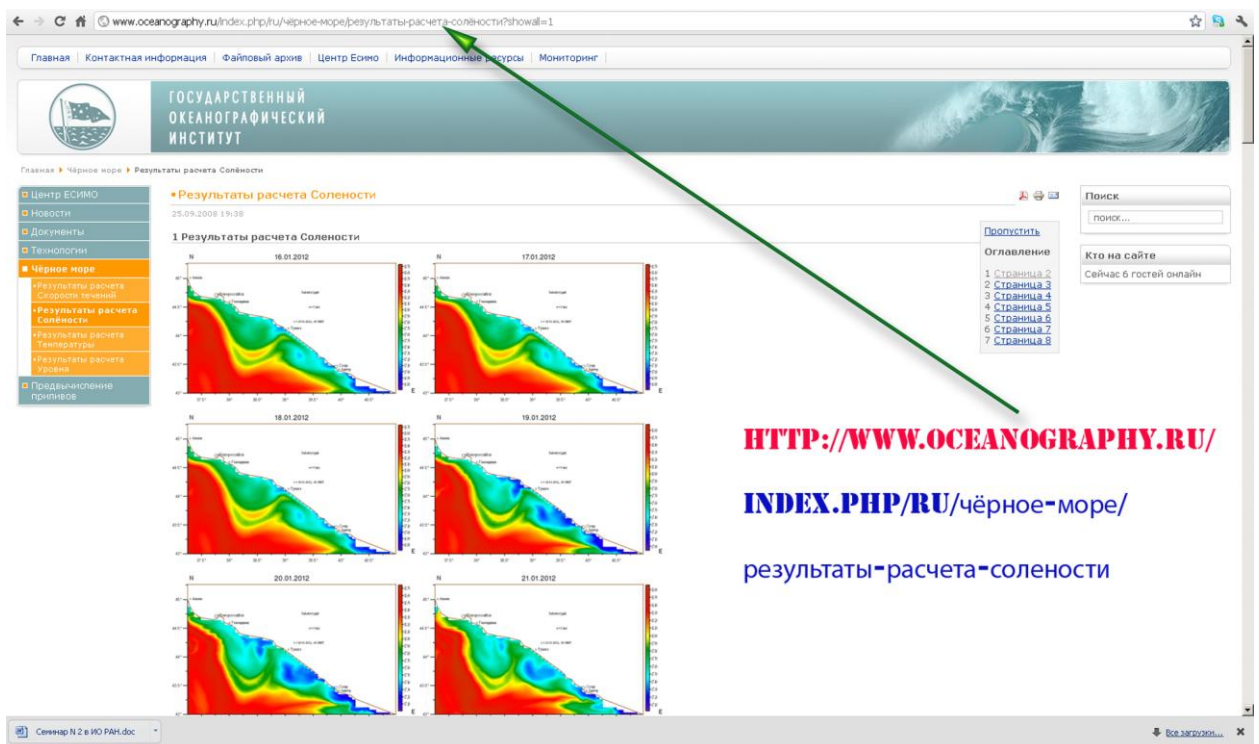 www.oceanography.ru/index.php/ru/чёрное-море/результаты-расчета-солёности?showall=1
Главная Контактная информация Файловый архив Центр Есимо Информационные ресурсы Мониторинг
ГОСУДАРСТВЕННЫЙ
ОКЕАНОГРАФИЧЕСКИЙ
ИНСТИТУТ
Главная Чёрное море Результаты расчета Солёности
Центр ЕСИМО
Новости
Документы
Технологии
Чёрное море
Результаты расчета
Скорости течений
Результаты расчета
Солёности
Результаты расчета
Температуры
Результаты расчета
Уровня
Предвычисление
приливов
Результаты расчета Солености
25.09.2008 19:38
1 Результаты расчета Солености
N 16.01.2012
N 17.01.2012
N 18.01.2012
N 19.01.2012
N 20.01.2012
N 21.01.2012
Пропустить
Оглавление
1 Страница 2
2 Страница 3
3 Страница 4
4 Страница 5
5 Страница 6
6 Страница 7
7 Страница 8
Поиск
поиск...
Кто на сайте
Сейчас 6 гостей онлайн
HTTP://WWW.OCEANOGRAPHY.RU/
INDEX.PHP/RU/чёрное-море/
результаты-расчета-солености
Семинар N 2 в ИО РАН.doc
Все загрузки...